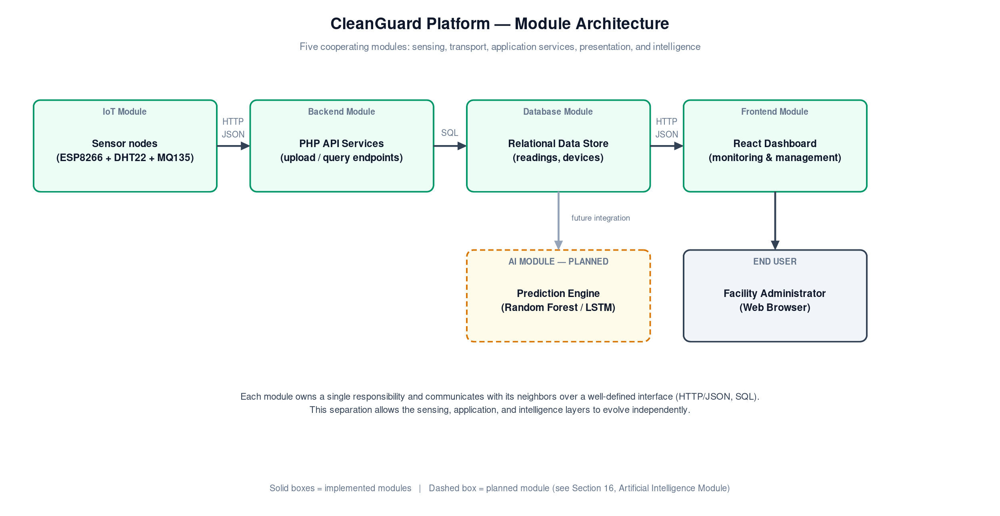 CleanGuard Platform — Module Architecture
Five cooperating modules: sensing, transport, application services, presentation, and intelligence
IoT Module
Sensor nodes
(ESP8266 + DHT22 + MQ135)
HTTP
JSON
Backend Module
PHP API Services
(upload / query endpoints)
SQL
Database Module
Relational Data Store
(readings, devices)
HTTP
JSON
Frontend Module
React Dashboard
(monitoring & management)
future integration
AI MODULE — PLANNED
Prediction Engine
(Random Forest / LSTM)
END USER
Facility Administrator
(Web Browser)
Each module owns a single responsibility and communicates with its neighbors over a well-defined interface (HTTP/JSON, SQL).
This separation allows the sensing, application, and intelligence layers to evolve independently.
Solid boxes = implemented modules | Dashed box = planned module (see Section 16, Artificial Intelligence Module)